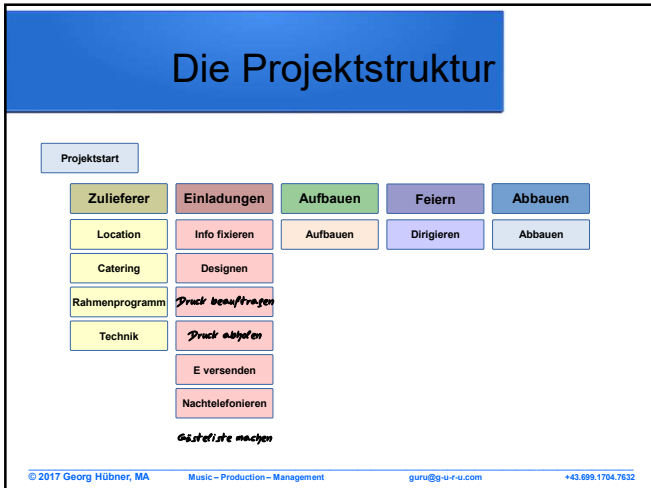 Die Projektstruktur
Projektstart
Zulieferer
Einladungen
Aufbauen
Feiern
Abbauen
Location
Info fixieren
Aufbauen
Dirigieren
Abbauen
Catering
Designen
Rahmenprogramm
Druck beauftragen
Technik
Druck abholen
E versenden
Nachtelefonieren
Gästeliste machen
© 2017 Georg Hübner, MA Music – Production – Management guru@g-u-r-u.com +43.699.1704.7632